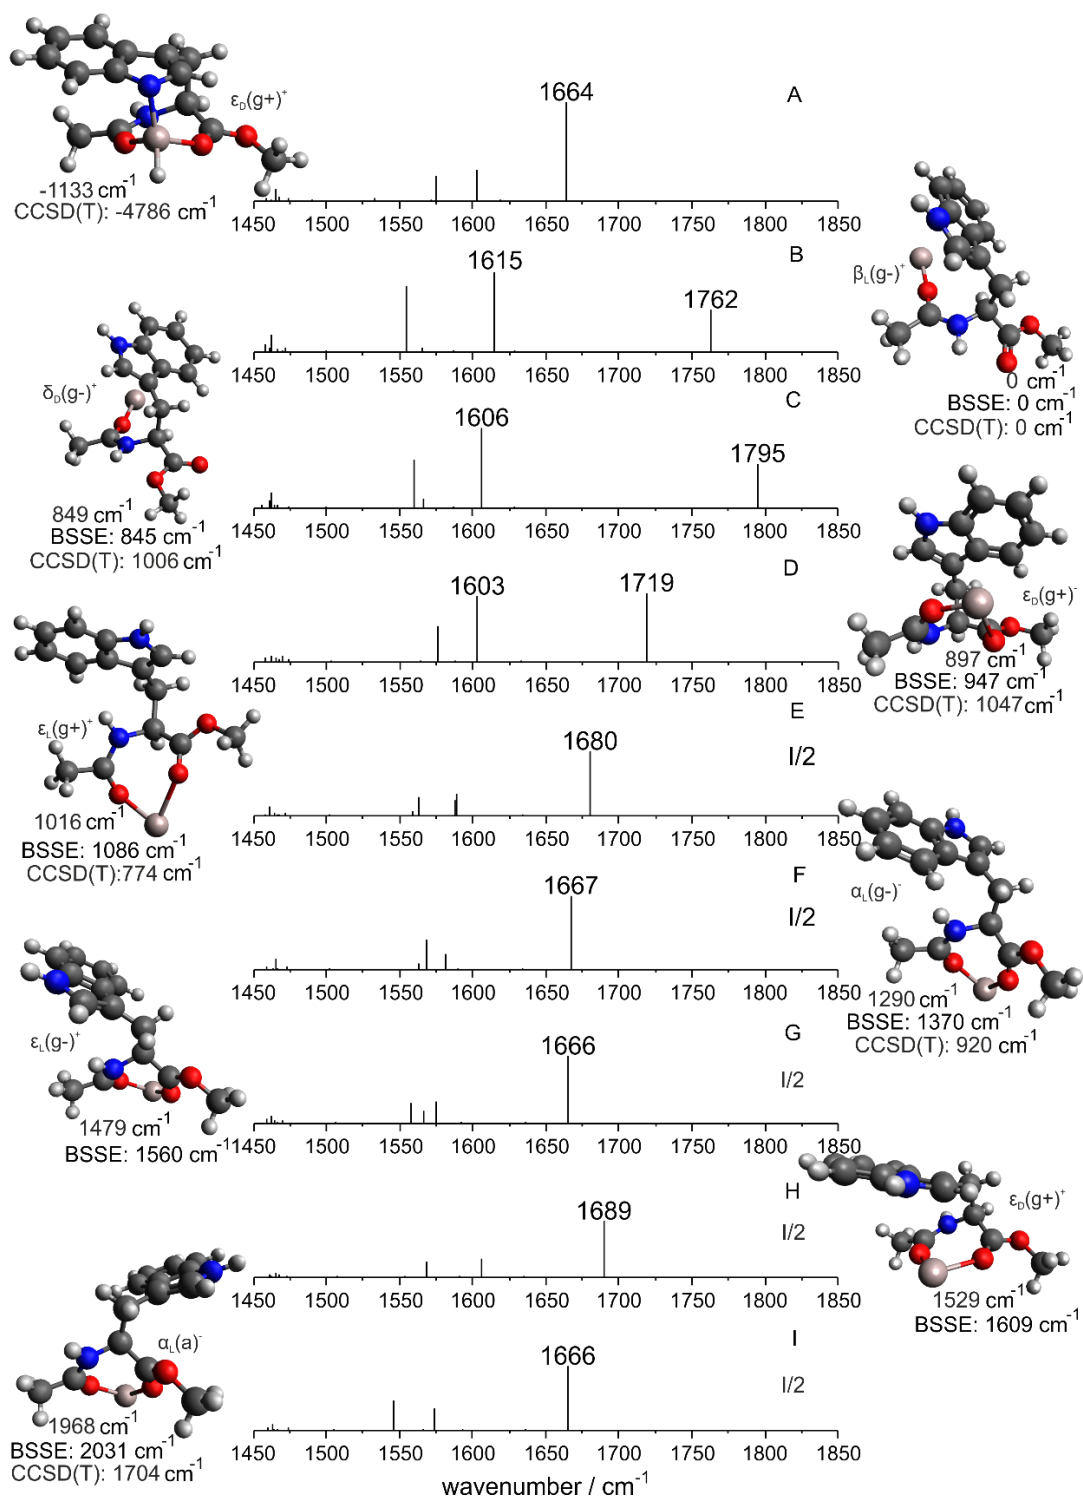 A
1664
ε_D(g+)⁺
-1133 cm⁻¹
CCSD(T): -4786 cm⁻¹
1450 1500 1550 1600 1650 1700 1750 1800 1850
B
1615
1762
β_L(g-)⁺
0 cm⁻¹
BSSE: 0 cm⁻¹
CCSD(T): 0 cm⁻¹
1450 1500 1550 1600 1650 1700 1750 1800 1850
C
1606
1795
δ_D(g-)⁺
849 cm⁻¹
BSSE: 845 cm⁻¹
CCSD(T): 1006 cm⁻¹
1450 1500 1550 1600 1650 1700 1750 1800 1850
D
1603
1719
ε_D(g+)⁻
897 cm⁻¹
BSSE: 947 cm⁻¹
CCSD(T): 1047 cm⁻¹
1450 1500 1550 1600 1650 1700 1750 1800 1850
E
1680
I/2
ε_L(g+)⁺
1016 cm⁻¹
BSSE: 1086 cm⁻¹
CCSD(T):774 cm⁻¹
1450 1500 1550 1600 1650 1700 1750 1800 1850
F
1667
I/2
α_L(g-)⁻
1290 cm⁻¹
BSSE: 1370 cm⁻¹
CCSD(T): 920 cm⁻¹
1450 1500 1550 1600 1650 1700 1750 1800 1850
G
1666
I/2
ε_L(g-)⁺
1479 cm⁻¹
BSSE: 1560 cm⁻¹¹
1450 1500 1550 1600 1650 1700 1750 1800 1850
H
1689
I/2
ε_D(g+)⁺
1529 cm⁻¹
BSSE: 1609 cm⁻¹
1450 1500 1550 1600 1650 1700 1750 1800 1850
I
1666
I/2
α_L(a)⁻
1968 cm⁻¹
BSSE: 2031 cm⁻¹
CCSD(T): 1704 cm⁻¹
1450 1500 1550 1600 1650 1700 1750 1800 1850
wavenumber / cm⁻¹